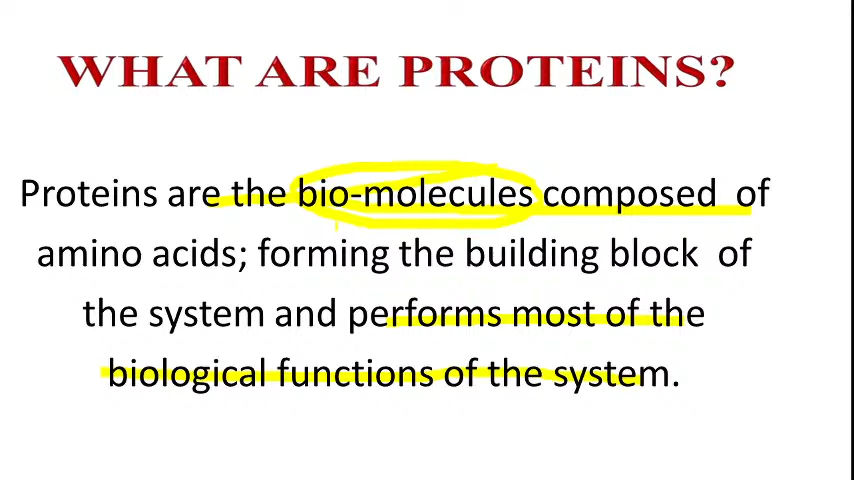 WHAT ARE PROTEINS?
Proteins are the bio-molecules composed of
amino acids; forming the building block of
the system and performs most of the
biological functions of the system.